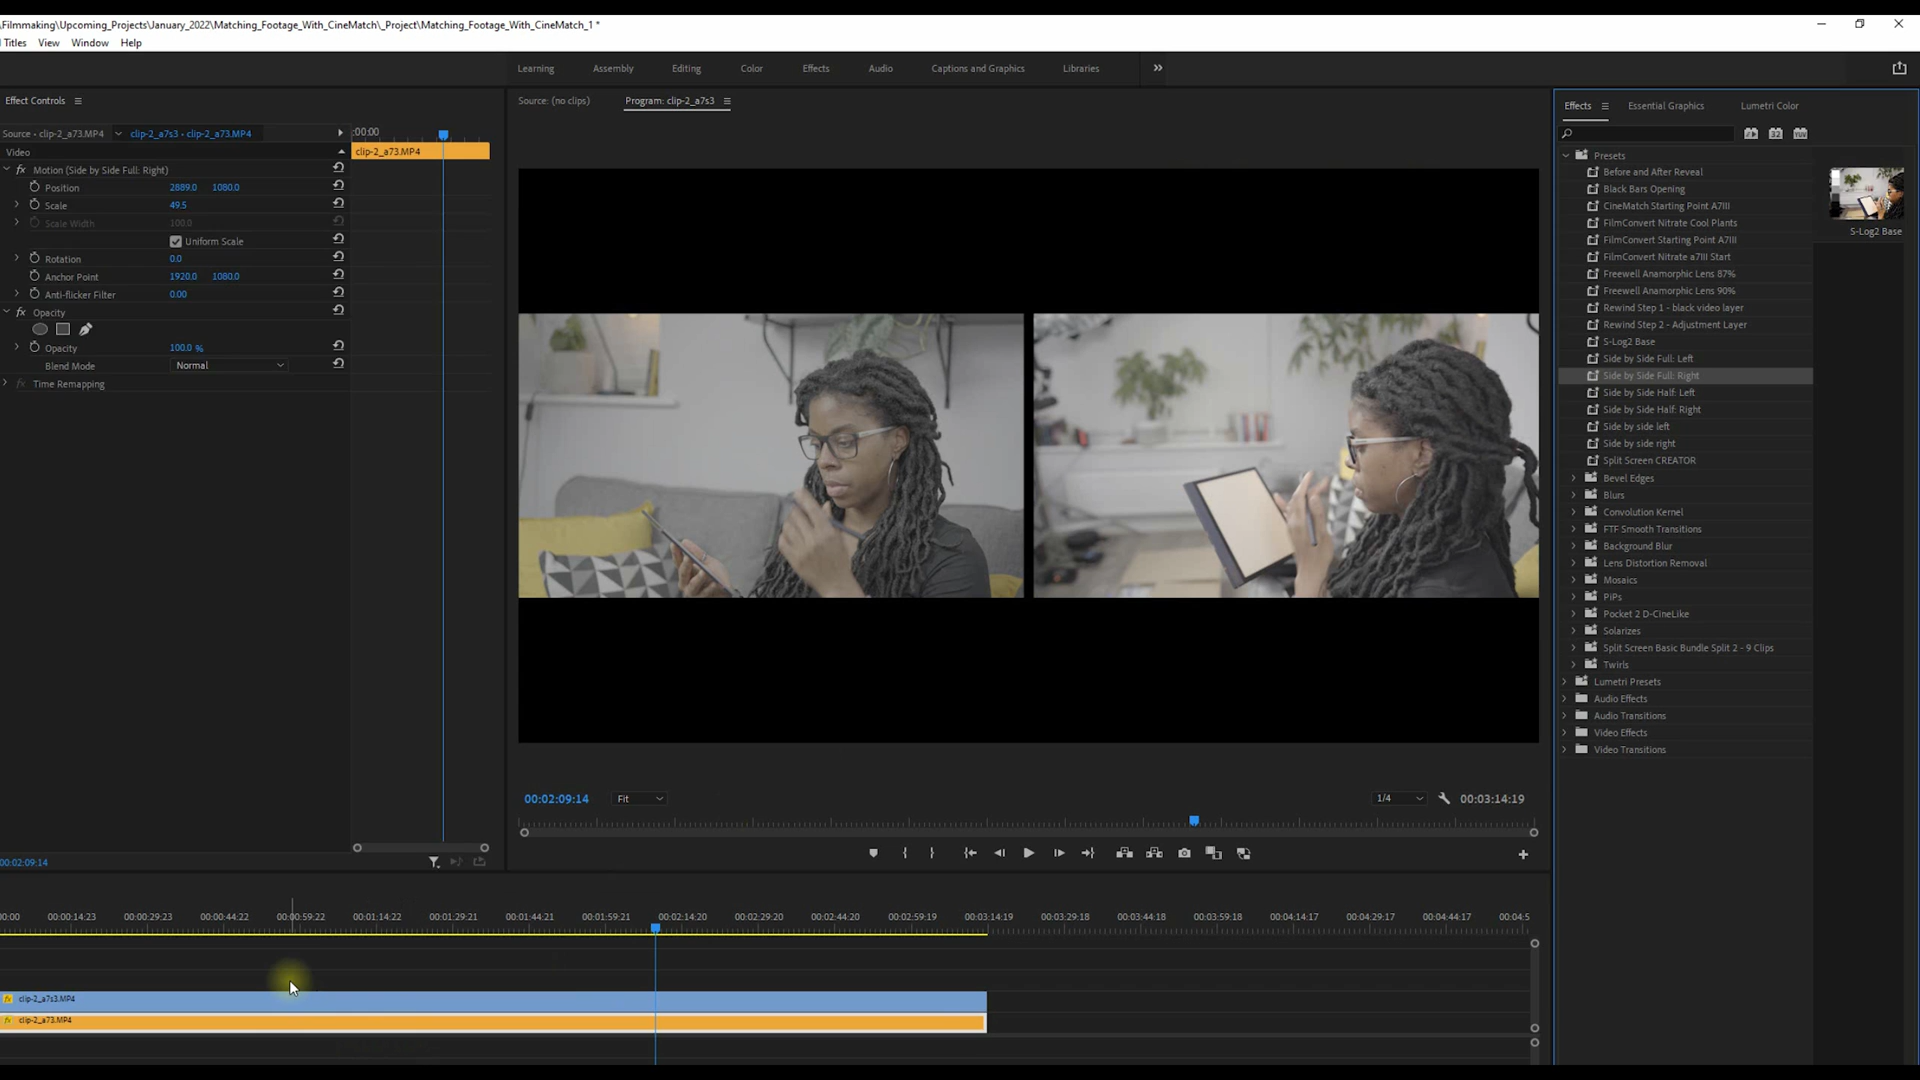 \Filmmaking\Upcoming_Projects\January_2022\Matching_Footage_With_CineMatch\_Project\Matching_Footage_With_CineMatch_1 *
Titles View Window Help
Learning Assembly Editing Color Effects Audio Captions and Graphics Libraries
Effect Controls
Source • clip-2_a73.MP4 clip-2_a7s3 • clip-2_a73.MP4
:00:00
Video
clip-2_a73.MP4
fx Motion (Side by Side Full: Right)
Position 2889.0 1080.0
Scale 49.5
Scale Width 100.0
Uniform Scale
Rotation 0.0
Anchor Point 1920.0 1080.0
Anti-flicker Filter 0.00
fx Opacity
Opacity 100.0 %
Blend Mode Normal
fx Time Remapping
00:02:09:14
Source: (no clips) Program: clip-2_a7s3
00:02:09:14 Fit 1/4 00:03:14:19
Effects Essential Graphics Lumetri Color
32 YUV
Presets
Before and After Reveal
Black Bars Opening
CineMatch Starting Point A7III
FilmConvert Nitrate Cool Plants
FilmConvert Starting Point A7III
FilmConvert Nitrate a7III Start
Freewell Anamorphic Lens 87%
Freewell Anamorphic Lens 90%
Rewind Step 1 - black video layer
Rewind Step 2 - Adjustment Layer
S-Log2 Base
Side by Side Full: Left
Side by Side Full: Right
Side by Side Half: Left
Side by Side Half: Right
Side by side left
Side by side right
Split Screen CREATOR
Bevel Edges
Blurs
Convolution Kernel
FTF Smooth Transitions
Background Blur
Lens Distortion Removal
Mosaics
PiPs
Pocket 2 D-CineLike
Solarizes
Split Screen Basic Bundle Split 2 - 9 Clips
Twirls
Lumetri Presets
Audio Effects
Audio Transitions
Video Effects
Video Transitions
S-Log2 Base
00:00 00:00:14:23 00:00:29:23 00:00:44:22 00:00:59:22 00:01:14:22 00:01:29:21 00:01:44:21 00:01:59:21 00:02:14:20 00:02:29:20 00:02:44:20 00:02:59:19 00:03:14:19 00:03:29:18 00:03:44:18 00:03:59:18 00:04:14:17 00:04:29:17 00:04:44:17 00:04:5
fx clip-2_a7s3.MP4
fx clip-2_a73.MP4